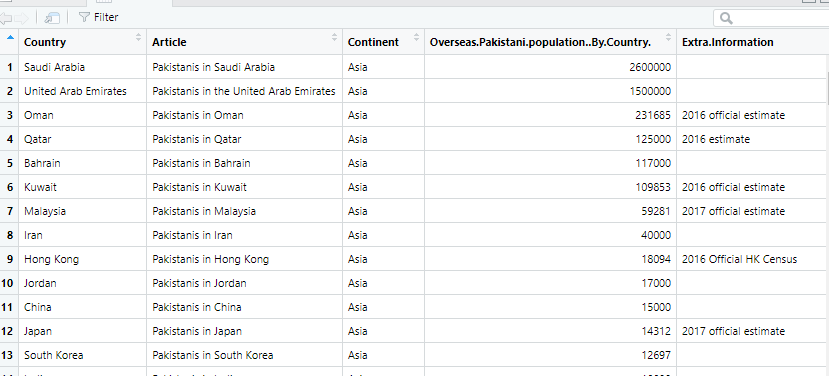 Filter
Country Article Continent Overseas.Pakistani.population..By.Country. Extra.Information
1 Saudi Arabia Pakistanis in Saudi Arabia Asia 2600000
2 United Arab Emirates Pakistanis in the United Arab Emirates Asia 1500000
3 Oman Pakistanis in Oman Asia 231685 2016 official estimate
4 Qatar Pakistanis in Qatar Asia 125000 2016 estimate
5 Bahrain Pakistanis in Bahrain Asia 117000
6 Kuwait Pakistanis in Kuwait Asia 109853 2016 official estimate
7 Malaysia Pakistanis in Malaysia Asia 59281 2017 official estimate
8 Iran Pakistanis in Iran Asia 40000
9 Hong Kong Pakistanis in Hong Kong Asia 18094 2016 Official HK Census
10 Jordan Pakistanis in Jordan Asia 17000
11 China Pakistanis in China Asia 15000
12 Japan Pakistanis in Japan Asia 14312 2017 official estimate
13 South Korea Pakistanis in South Korea Asia 12697